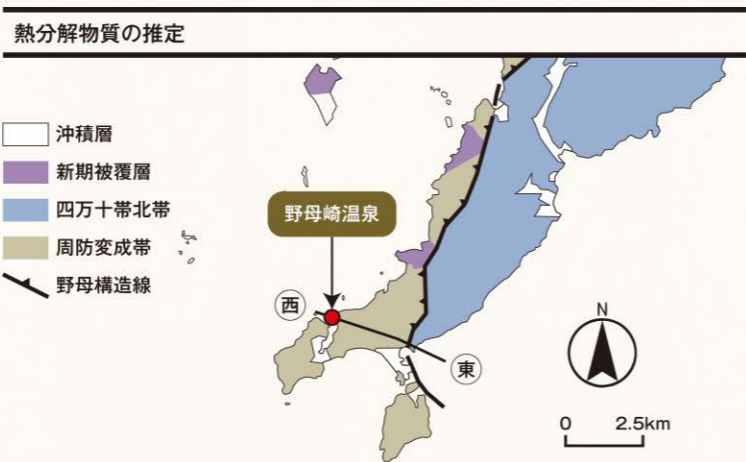 熱分解物質の推定
沖積層
新期被覆層
四万十帯北帯
周防変成帯
野母構造線
野母崎温泉
西
東
N
0 2.5km